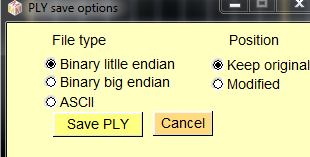 PLY save options
File type Position
Binary litlle endian Keep original
Binary big endian Modified
ASCII
Save PLY Cancel